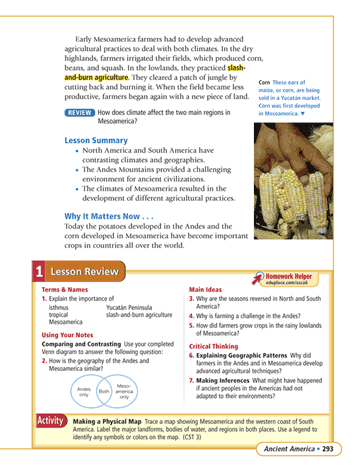 Early Mesoamerica farmers had to develop advanced
agricultural practices to deal with both climates. In the dry
highlands, farmers irrigated their fields, which produced corn,
beans, and squash. In the lowlands, they practiced slash-
and-burn agriculture. They cleared a patch of jungle by
cutting back and burning it. When the field became less
productive, farmers began again with a new piece of land.
REVIEW How does climate affect the two main regions in
Mesoamerica?
Corn These ears of
maize, or corn, are being
sold in a Yucatán market.
Corn was first developed
in Mesoamerica. ▼
Lesson Summary
• North America and South America have
contrasting climates and geographies.
• The Andes Mountains provided a challenging
environment for ancient civilizations.
• The climates of Mesoamerica resulted in the
development of different agricultural practices.
Why It Matters Now . . .
Today the potatoes developed in the Andes and the
corn developed in Mesoamerica have become important
crops in countries all over the world.
1 Lesson Review
Homework Helper
eduplace.com/sscak
Terms & Names
1. Explain the importance of
isthmus Yucatán Peninsula
tropical slash-and-burn agriculture
Mesoamerica
Using Your Notes
Comparing and Contrasting Use your completed
Venn diagram to answer the following question:
2. How is the geography of the Andes and
Mesoamerica similar?
Andes
only
Both
Meso-
america
only
Main Ideas
3. Why are the seasons reversed in North and South
America?
4. Why is farming a challenge in the Andes?
5. How did farmers grow crops in the rainy lowlands
of Mesoamerica?
Critical Thinking
6. Explaining Geographic Patterns Why did
farmers in the Andes and in Mesoamerica develop
advanced agricultural techniques?
7. Making Inferences What might have happened
if ancient peoples in the Americas had not
adapted to their environments?
Activity
Making a Physical Map Trace a map showing Mesoamerica and the western coast of South
America. Label the major landforms, bodies of water, and regions in both places. Use a legend to
identify any symbols or colors on the map. (CST 3)
Ancient America • 293